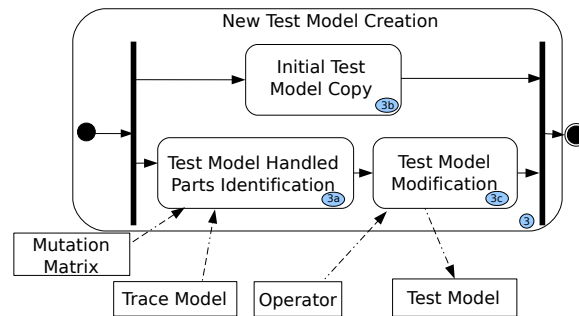 New Test Model Creation
Initial Test
Model Copy
3b
Test Model Handled
Parts Identification
3a
Test Model
Modification
3c
3
Mutation
Matrix
Trace Model
Operator
Test Model